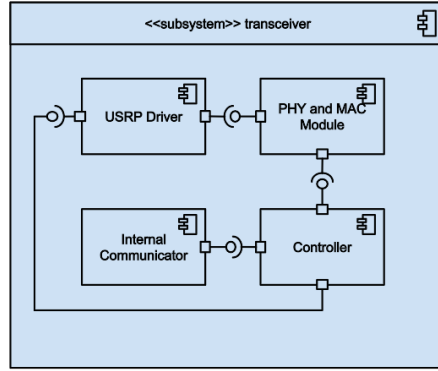 <<subsystem>> transceiver
USRP Driver
PHY and MAC
Module
Internal
Communicator
Controller